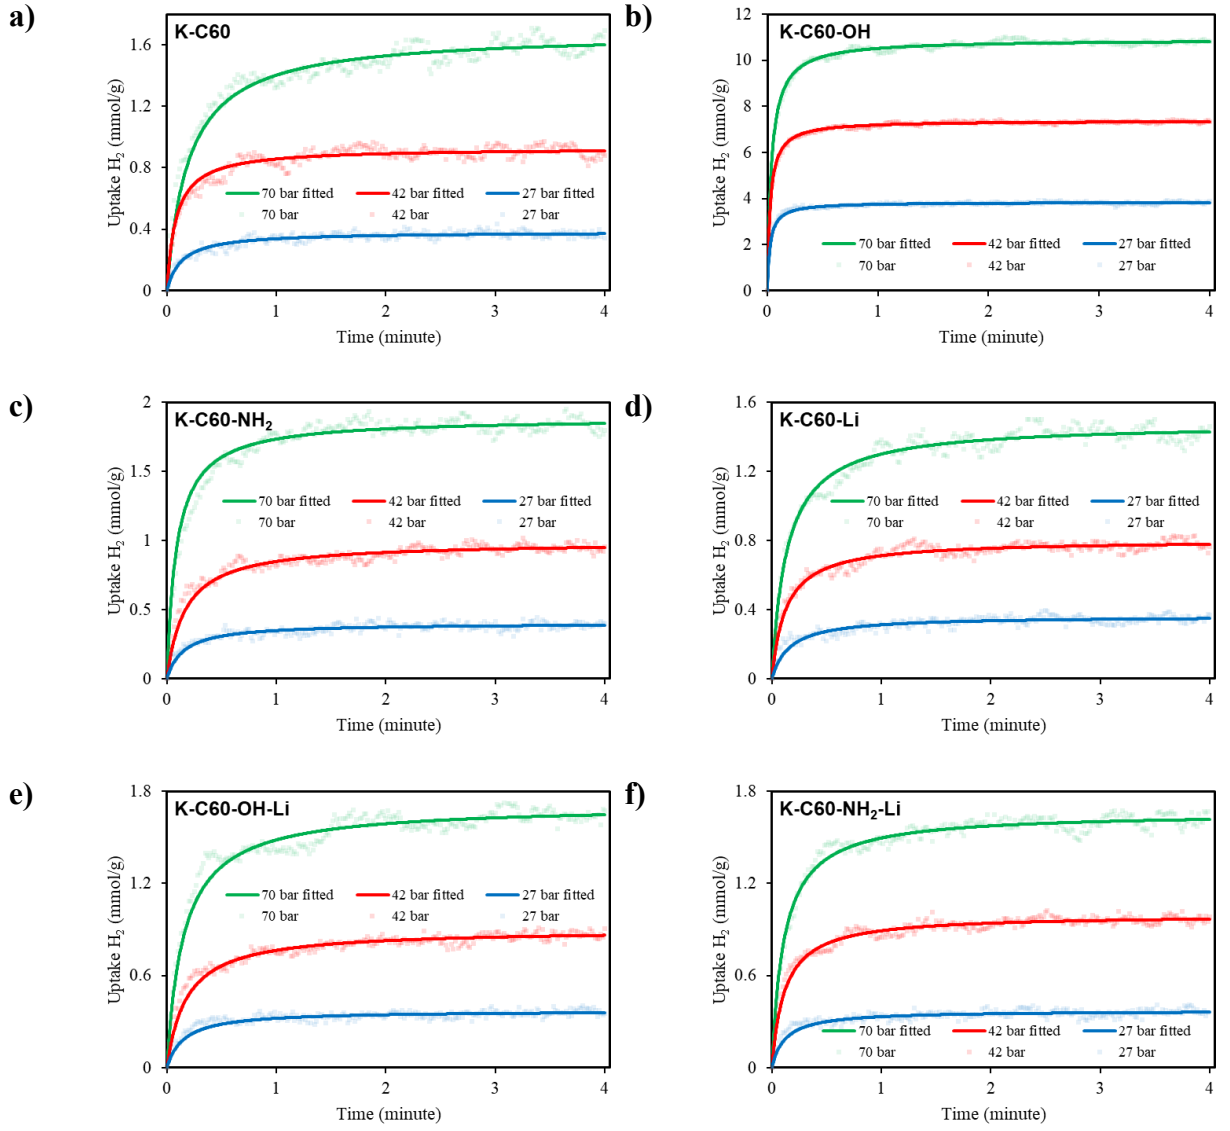 a)
K-C60
Uptake H2 (mmol/g)
1.6
1.2
0.8
0.4
0
70 bar fitted 42 bar fitted 27 bar fitted
70 bar 42 bar 27 bar
0 1 2 3 4
Time (minute)
b)
K-C60-OH
Uptake H2 (mmol/g)
12
10
8
6
4
2
0
70 bar fitted 42 bar fitted 27 bar fitted
70 bar 42 bar 27 bar
0 1 2 3 4
Time (minute)
c)
K-C60-NH2
Uptake H2 (mmol/g)
2
1.5
1
0.5
0
70 bar fitted 42 bar fitted 27 bar fitted
70 bar 42 bar 27 bar
0 1 2 3 4
Time (minute)
d)
K-C60-Li
Uptake H2 (mmol/g)
1.6
1.2
0.8
0.4
0
70 bar fitted 42 bar fitted 27 bar fitted
70 bar 42 bar 27 bar
0 1 2 3 4
Time (minute)
e)
K-C60-OH-Li
Uptake H2 (mmol/g)
1.8
1.2
0.6
0
70 bar fitted 42 bar fitted 27 bar fitted
70 bar 42 bar 27 bar
0 1 2 3 4
Time (minute)
f)
K-C60-NH2-Li
Uptake H2 (mmol/g)
1.8
1.2
0.6
0
70 bar fitted 42 bar fitted 27 bar fitted
70 bar 42 bar 27 bar
0 1 2 3 4
Time (minute)